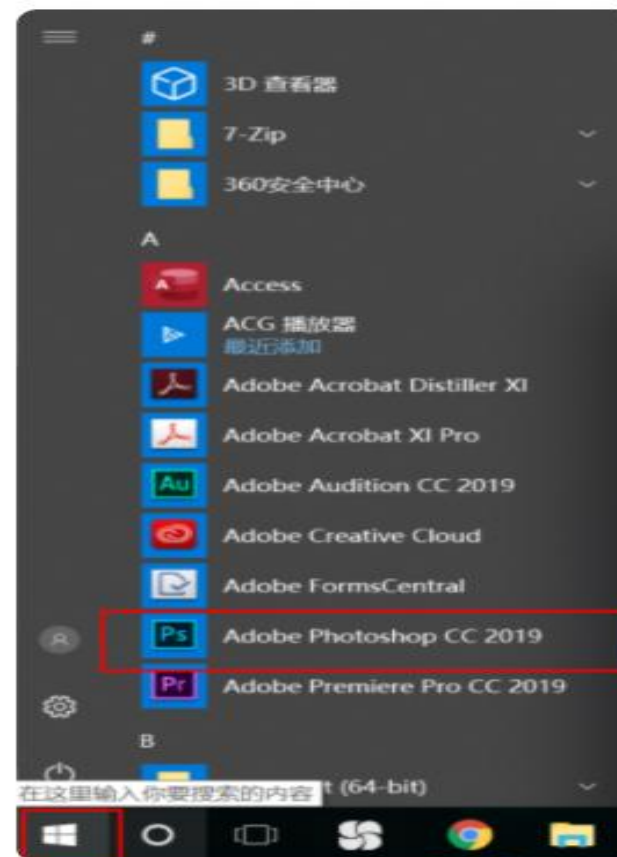 #
3D 查看器
7-Zip
360安全中心
A
A
Access
ACG 播放器
最近添加
Adobe Acrobat Distiller XI
Adobe Acrobat XI Pro
Au
Adobe Audition CC 2019
Adobe Creative Cloud
Adobe FormsCentral
Ps
Adobe Photoshop CC 2019
Pr
Adobe Premiere Pro CC 2019
B
在这里输入你要搜索的内容
t (64-bit)